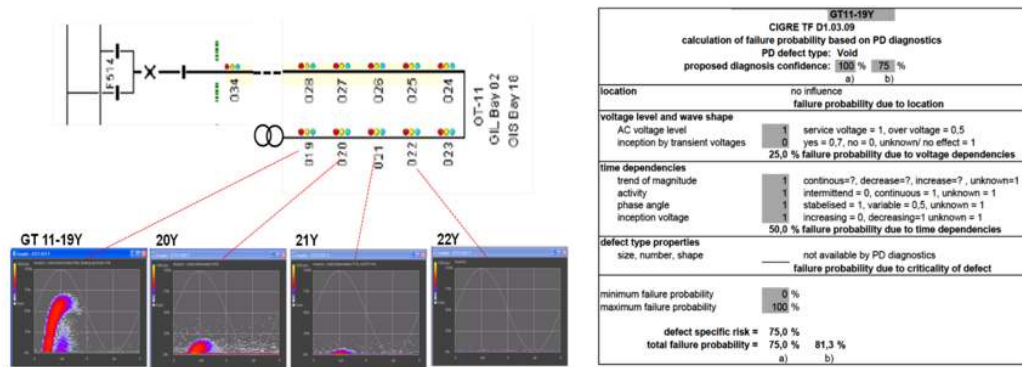 F514
034
028
027
026
025
024
OT-11
GIL Bay 02
GIS Bay 18
019
020
021
022
023
GT 11-19Y
20Y
21Y
22Y
GT11-19Y
CIGRE TF D1.03.09
calculation of failure probability based on PD diagnostics
PD defect type: Void
proposed diagnosis confidence: 100 % 75 %
a) b)
location no influence
failure probability due to location
voltage level and wave shape
AC voltage level 1 service voltage = 1, over voltage = 0,5
inception by transient voltages 0 yes = 0,7, no = 0, unknown/ no effect = 1
25,0 % failure probability due to voltage dependencies
time dependencies
trend of magnitude 1 continous=?, decrease=?, increase=? , unknown=1
activity 1 intermittend = 0, continuous = 1, unknown = 1
phase angle 1 stabelised = 1, variable = 0,5, unknown = 1
inception voltage 1 increasing = 0, decreasing=1 unknown = 1
50,0 % failure probability due to time dependencies
defect type properties
size, number, shape ____ not available by PD diagnostics
failure probability due to criticality of defect
minimum failure probability 0 %
maximum failure probability 100 %
defect specific risk = 75,0 %
total failure probability = 75,0 % 81,3 %
a) b)